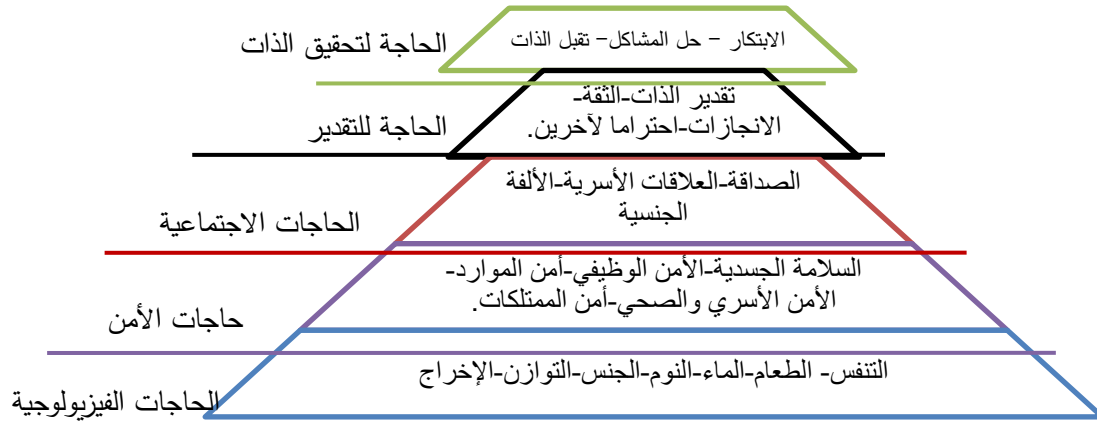 الحاجة لتحقيق الذات
الابتكار – حل المشاكل– تقبل الذات
الحاجة للتقدير
تقدير الذات-الثقة-
الانجازات-احتراما لآخرين.
الحاجات الاجتماعية
الصداقة-العلاقات الأسرية-الألفة
الجنسية
حاجات الأمن
السلامة الجسدية-الأمن الوظيفي-أمن الموارد-
الأمن الأسري والصحي-أمن الممتلكات.
الحاجات الفيزيولوجية
التنفس- الطعام-الماء-النوم-الجنس-التوازن-الإخراج